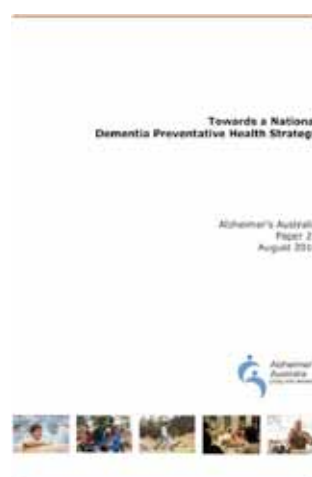 Towards a Nationa
Dementia Preventative Health Strateg
Alzheimer's Australi
Paper 2
August 201
Alzheimer'
Australia